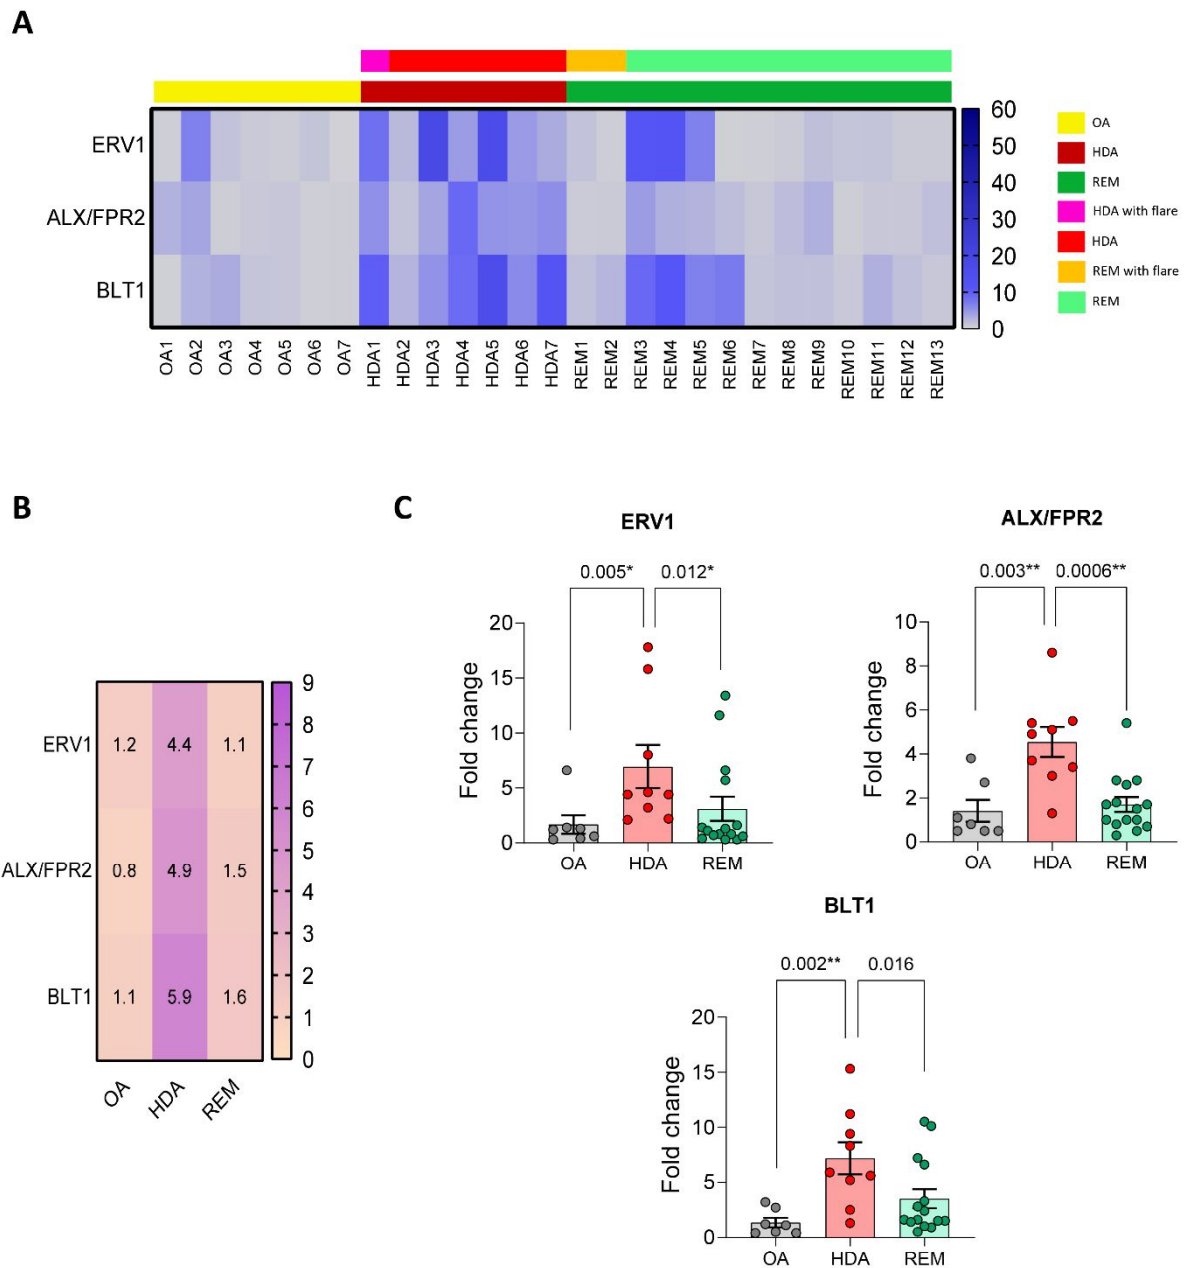 A
ERV1
ALX/FPR2
BLT1
60
50
40
30
20
10
0
OA
HDA
REM
HDA with flare
HDA
REM with flare
REM
OA1
OA2
OA3
OA4
OA5
OA6
OA7
HDA1
HDA2
HDA3
HDA4
HDA5
HDA6
HDA7
REM1
REM2
REM3
REM4
REM5
REM6
REM7
REM8
REM9
REM10
REM11
REM12
REM13
B
ERV1 1.2 4.4 1.1
ALX/FPR2 0.8 4.9 1.5
BLT1 1.1 5.9 1.6
9
8
7
6
5
4
3
2
1
0
OA HDA REM
C
ERV1
0.005* 0.012*
Fold change
20
15
10
5
0
OA HDA REM
ALX/FPR2
0.003** 0.0006**
Fold change
10
8
6
4
2
0
OA HDA REM
BLT1
0.002** 0.016
Fold change
20
15
10
5
0
OA HDA REM